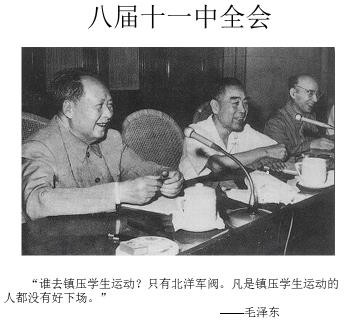 八届十一中全会
“谁去镇压学生运动？只有北洋军阀。凡是镇压学生运动的
人都没有好下场。”
——毛泽东